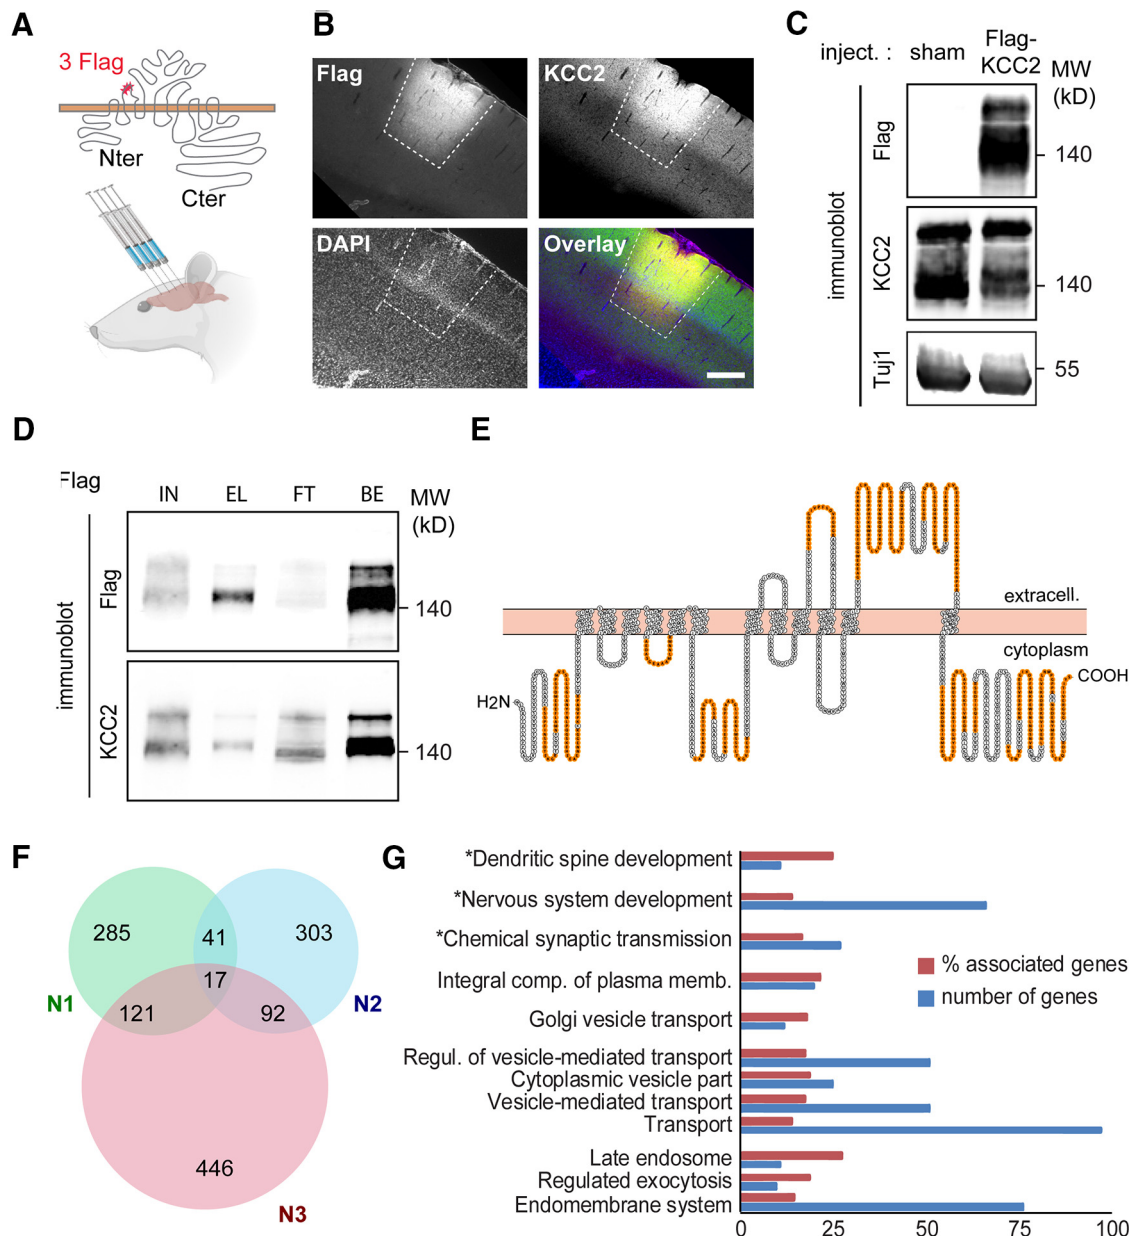 A
3 Flag
Nter
Cter
B
Flag
KCC2
DAPI
Overlay
C
inject. :
sham
Flag-
KCC2
MW
(kD)
immunoblot
Flag
140
KCC2
140
Tuj1
55
D
Flag
IN EL FT BE
MW
(kD)
immunoblot
Flag
140
KCC2
140
E
extracell.
cytoplasm
H2N
COOH
F
285
41
303
17
N1
121
92
N2
446
N3
G
*Dendritic spine development
*Nervous system development
*Chemical synaptic transmission
Integral comp. of plasma memb.
Golgi vesicle transport
Regul. of vesicle-mediated transport
Cytoplasmic vesicle part
Vesicle-mediated transport
Transport
Late endosome
Regulated exocytosis
Endomembrane system
% associated genes
number of genes
0 25 50 75 100